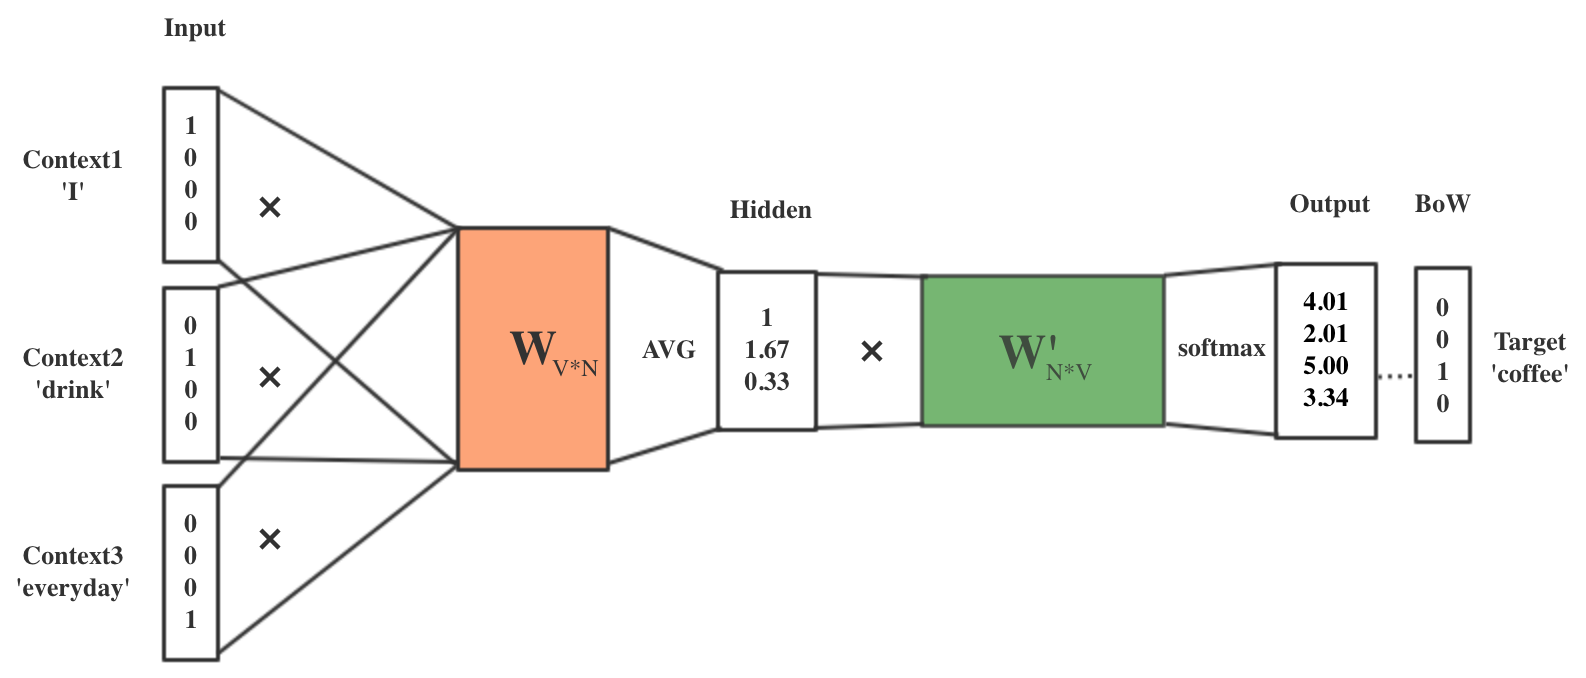 Input
Context1
'I'
1
0
0
0
×
Context2
'drink'
0
1
0
0
×
Context3
'everyday'
0
0
0
1
×
W V*N
AVG
Hidden
1
1.67
0.33
×
W' N*V
softmax
Output
4.01
2.01
5.00
3.34
BoW
0
0
1
0
Target
'coffee'